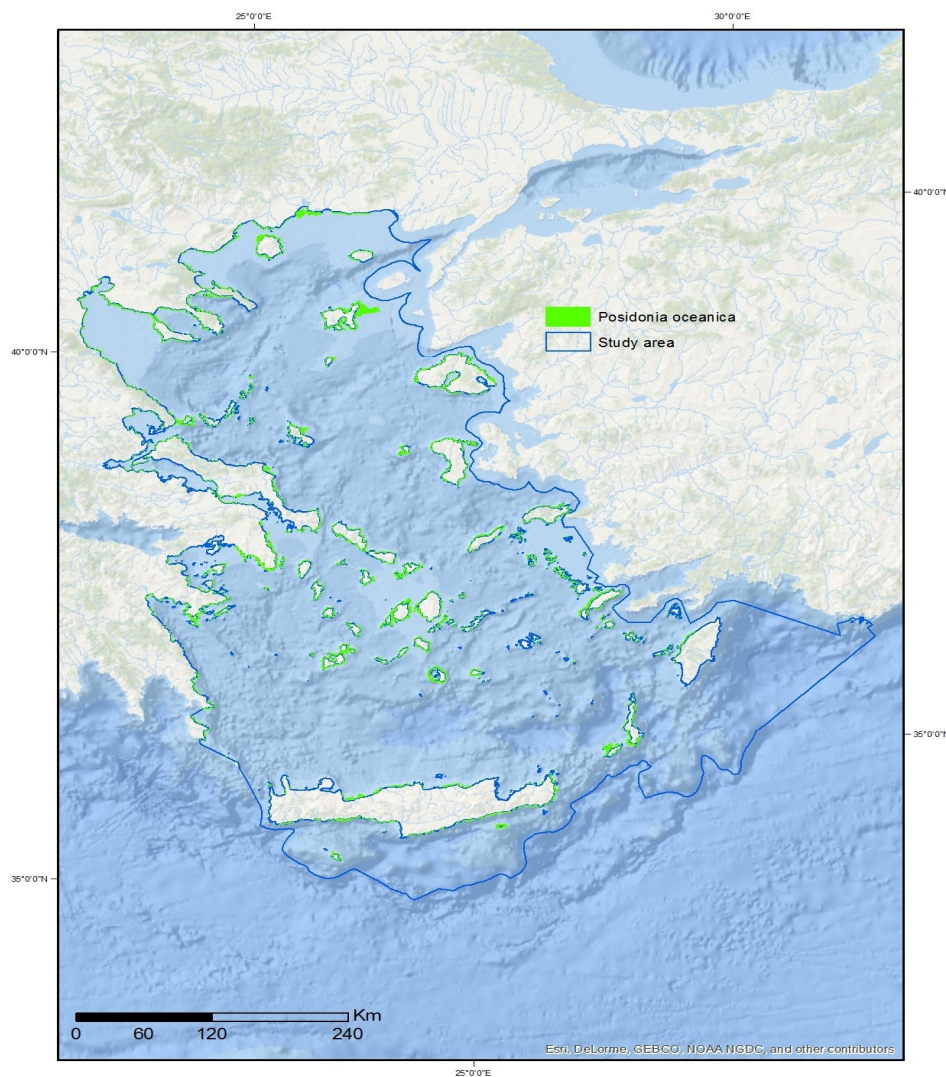 25°0'0"E
30°0'0"E
40°0'0"N
Posidonia oceanica
Study area
40°0'0"N
35°0'0"N
35°0'0"N
Km
0 60 120 240
Esri, DeLorme, GEBCO, NOAA NGDC, and other contributors
25°0'0"E